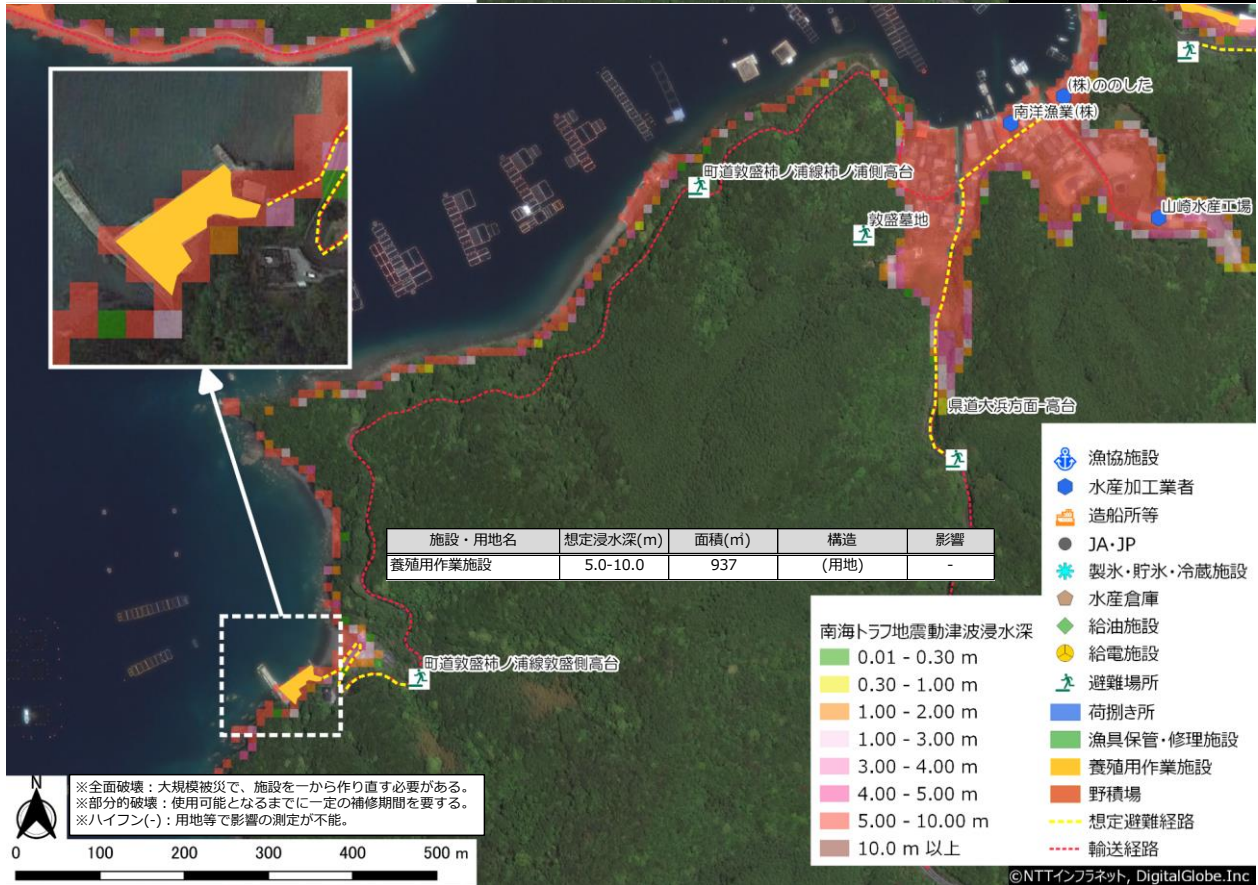 (株)ののした
南洋漁業(株)
町道敦盛柿ノ浦線柿ノ浦側高台
山崎水産工場
敦盛墓地
県道大浜方面-高台
施設・用地名 想定浸水深(m) 面積(㎡) 構造 影響
養殖用作業施設 5.0-10.0 937 (用地) -
町道敦盛柿ノ浦線敦盛側高台
漁協施設
水産加工業者
造船所等
JA・JP
製氷・貯氷・冷蔵施設
水産倉庫
給油施設
給電施設
避難場所
荷捌き所
漁具保管・修理施設
養殖用作業施設
野積場
想定避難経路
輸送経路
南海トラフ地震動津波浸水深
0.01 - 0.30 m
0.30 - 1.00 m
1.00 - 2.00 m
1.00 - 3.00 m
3.00 - 4.00 m
4.00 - 5.00 m
5.00 - 10.00 m
10.0 m 以上
※全面破壊：大規模被災で、施設を一から作り直す必要がある。
※部分的破壊：使用可能となるまでに一定の補修期間を要する。
※ハイフン(-)：用地等で影響の測定が不能。
N
0 100 200 300 400 500 m
©NTTインフラネット, DigitalGlobe.Inc